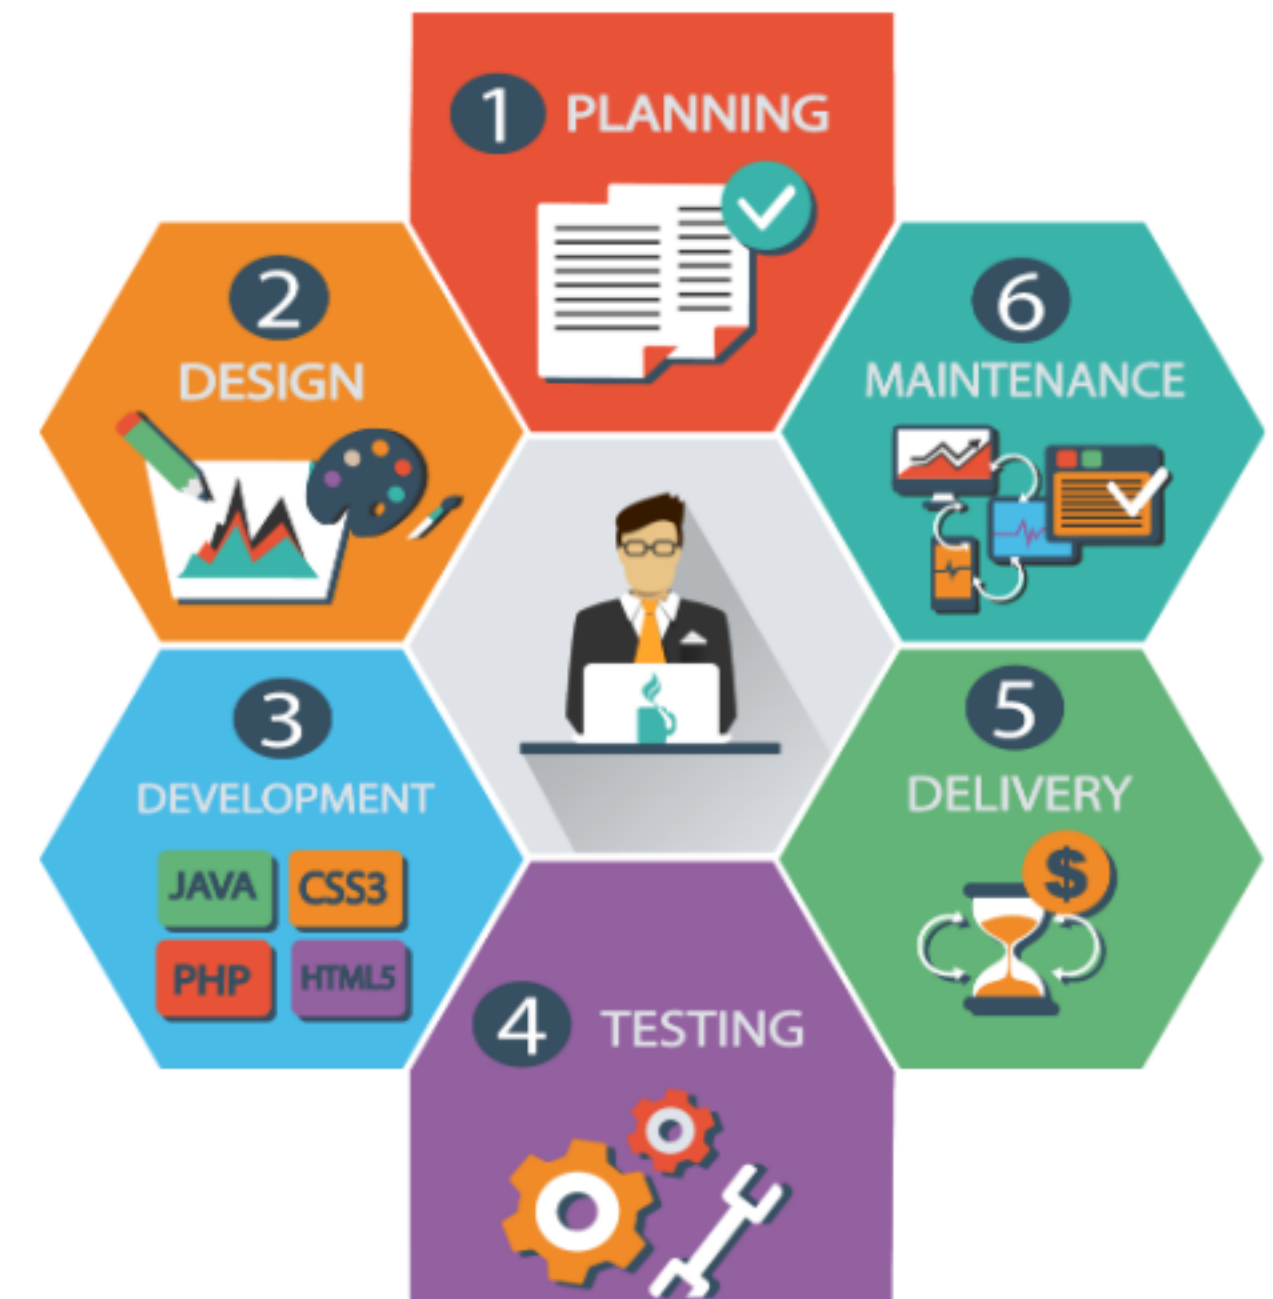 1 PLANNING
2
DESIGN
3
DEVELOPMENT
JAVA CSS3
PHP HTML5
4 TESTING
5
DELIVERY
$
6
MAINTENANCE